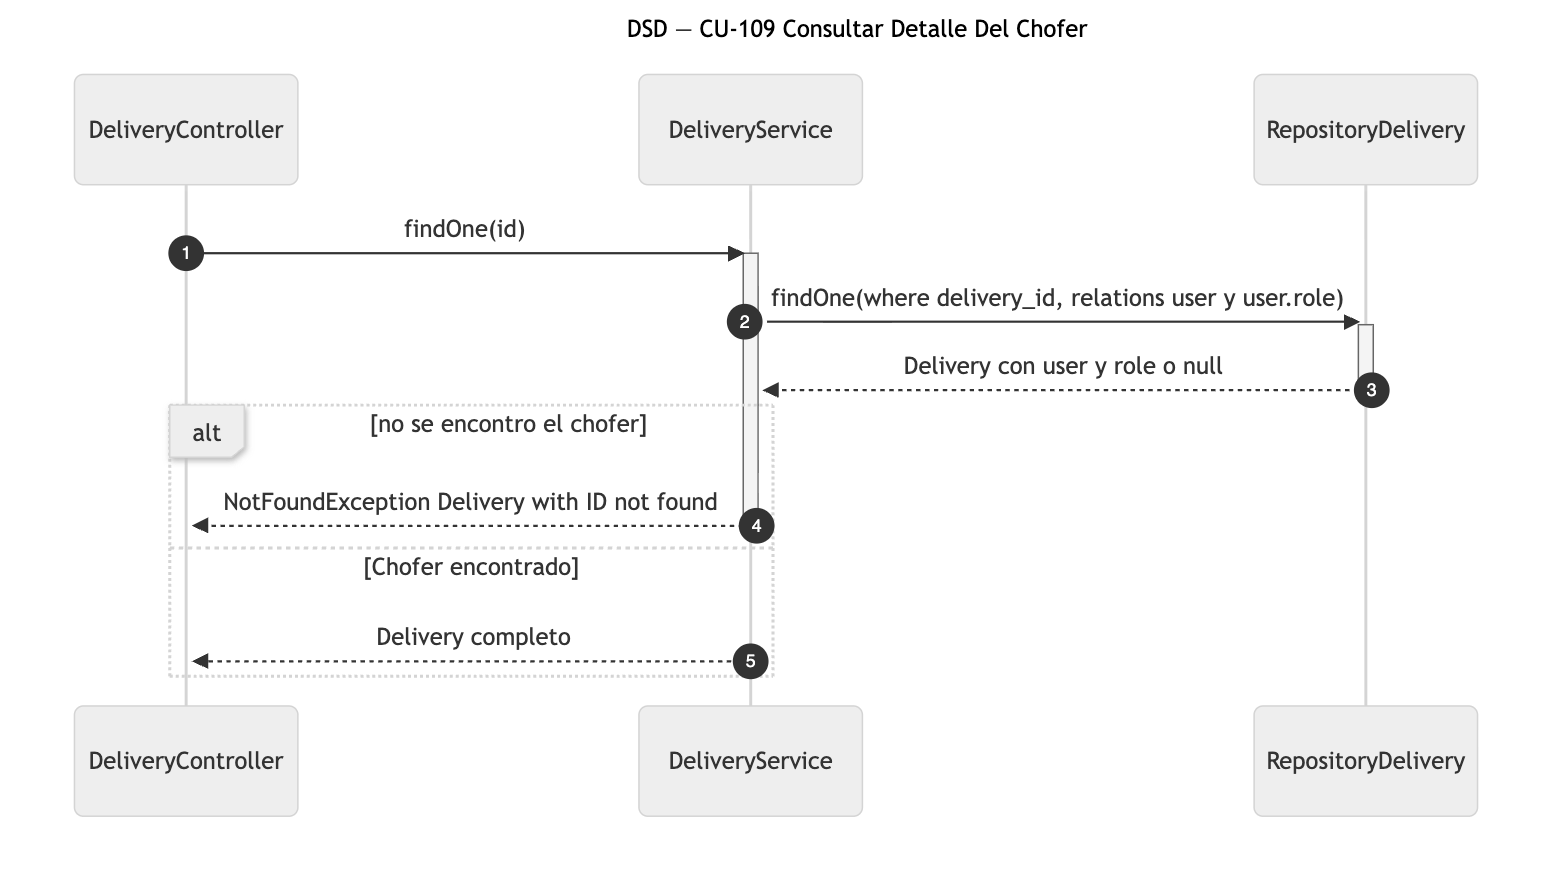 DSD — CU-109 Consultar Detalle Del Chofer
DeliveryController
DeliveryService
RepositoryDelivery
findOne(id)
1
findOne(where delivery_id, relations user y user.role)
2
Delivery con user y role o null
3
alt
[no se encontro el chofer]
NotFoundException Delivery with ID not found
4
[Chofer encontrado]
Delivery completo
5
DeliveryController
DeliveryService
RepositoryDelivery